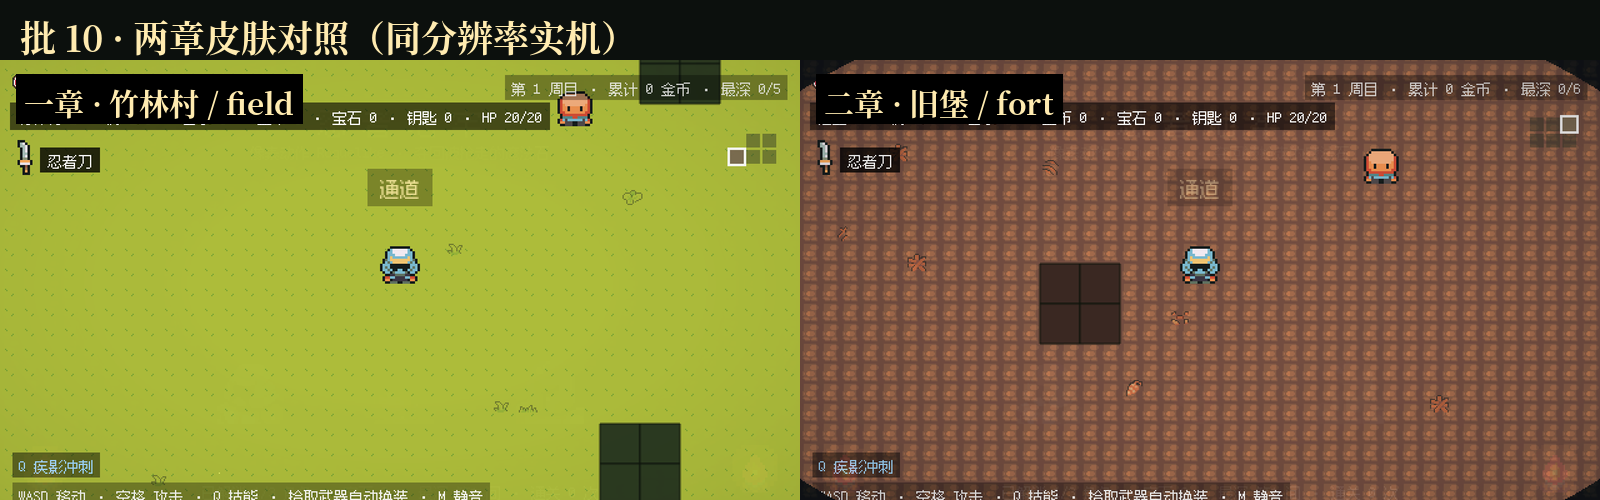 批 10 · 两章皮肤对照（同分辨率实机）
一章 · 竹林村 / field
第 1 周目 · 累计 0 金币 · 最深 0/5
· 宝石 0 · 钥匙 0 · HP 20/20
忍者刀
通道
Q 疾影冲刺
WASD 移动 · 空格 攻击 · Q 技能 · 拾取武器自动换装 · M 静音
二章 · 旧堡 / fort
第 1 周目 · 累计 0 金币 · 最深 0/6
币 0 · 宝石 0 · 钥匙 0 · HP 20/20
忍者刀
通道
Q 疾影冲刺
WASD 移动 · 空格 攻击 · Q 技能 · 拾取武器自动换装 · M 静音